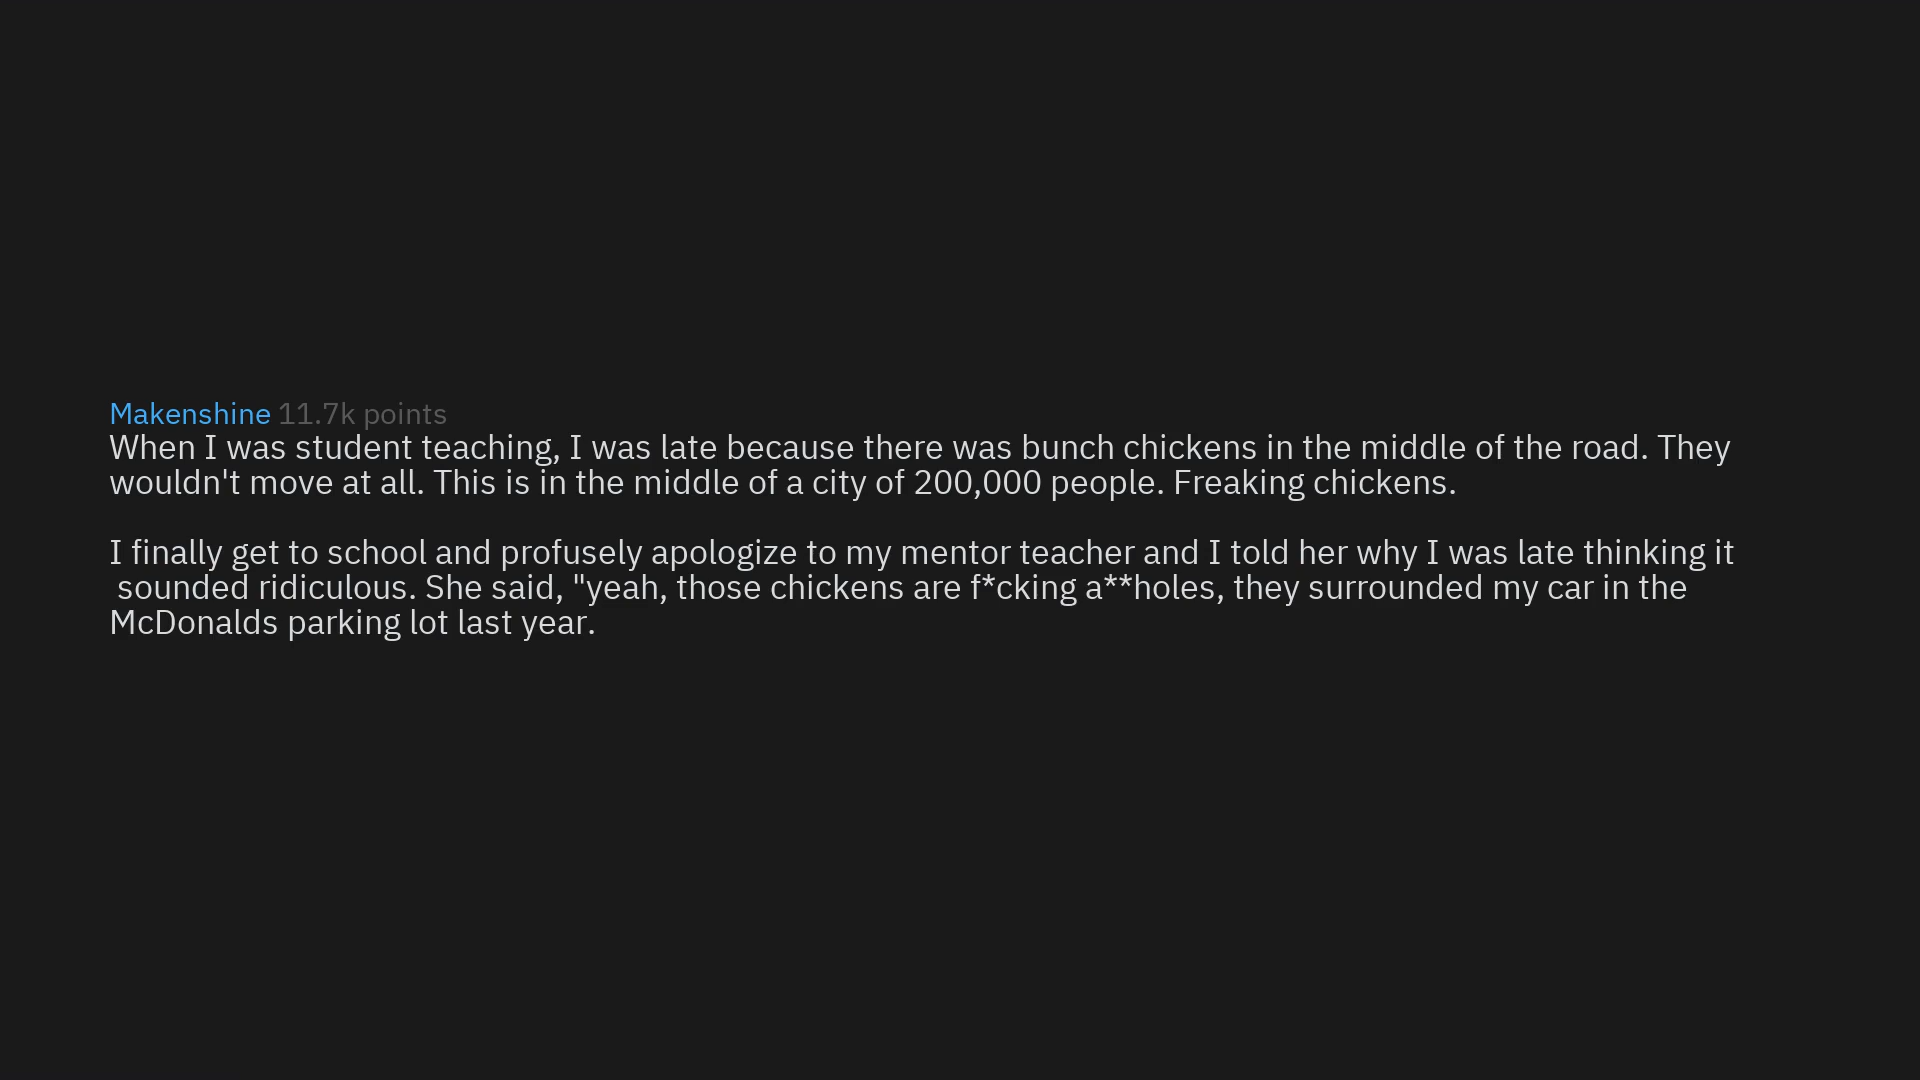 Makenshine 11.7k points
When I was student teaching, I was late because there was bunch chickens in the middle of the road. They
wouldn't move at all. This is in the middle of a city of 200,000 people. Freaking chickens.
I finally get to school and profusely apologize to my mentor teacher and I told her why I was late thinking it
sounded ridiculous. She said, "yeah, those chickens are f*cking a**holes, they surrounded my car in the
McDonalds parking lot last year.